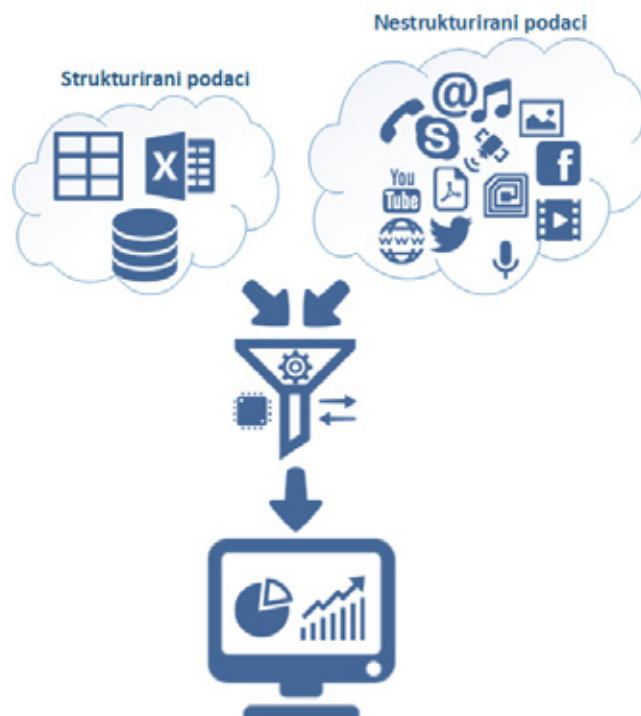 Nestrukturirani podaci
Strukturirani podaci
@
S
X
f
You
Tube
www